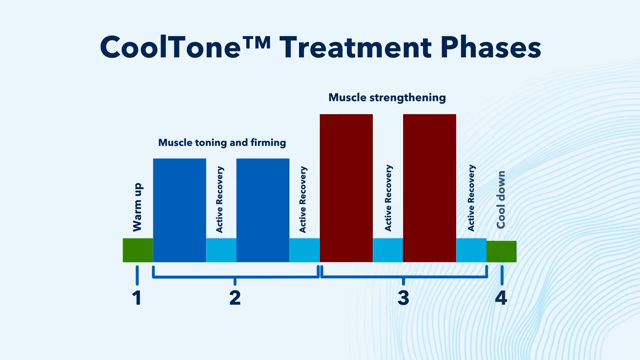 CoolTone™ Treatment Phases
Muscle strengthening
Muscle toning and firming
Warm up
Active Recovery
Active Recovery
Active Recovery
Active Recovery
Cool down
1
2
3
4